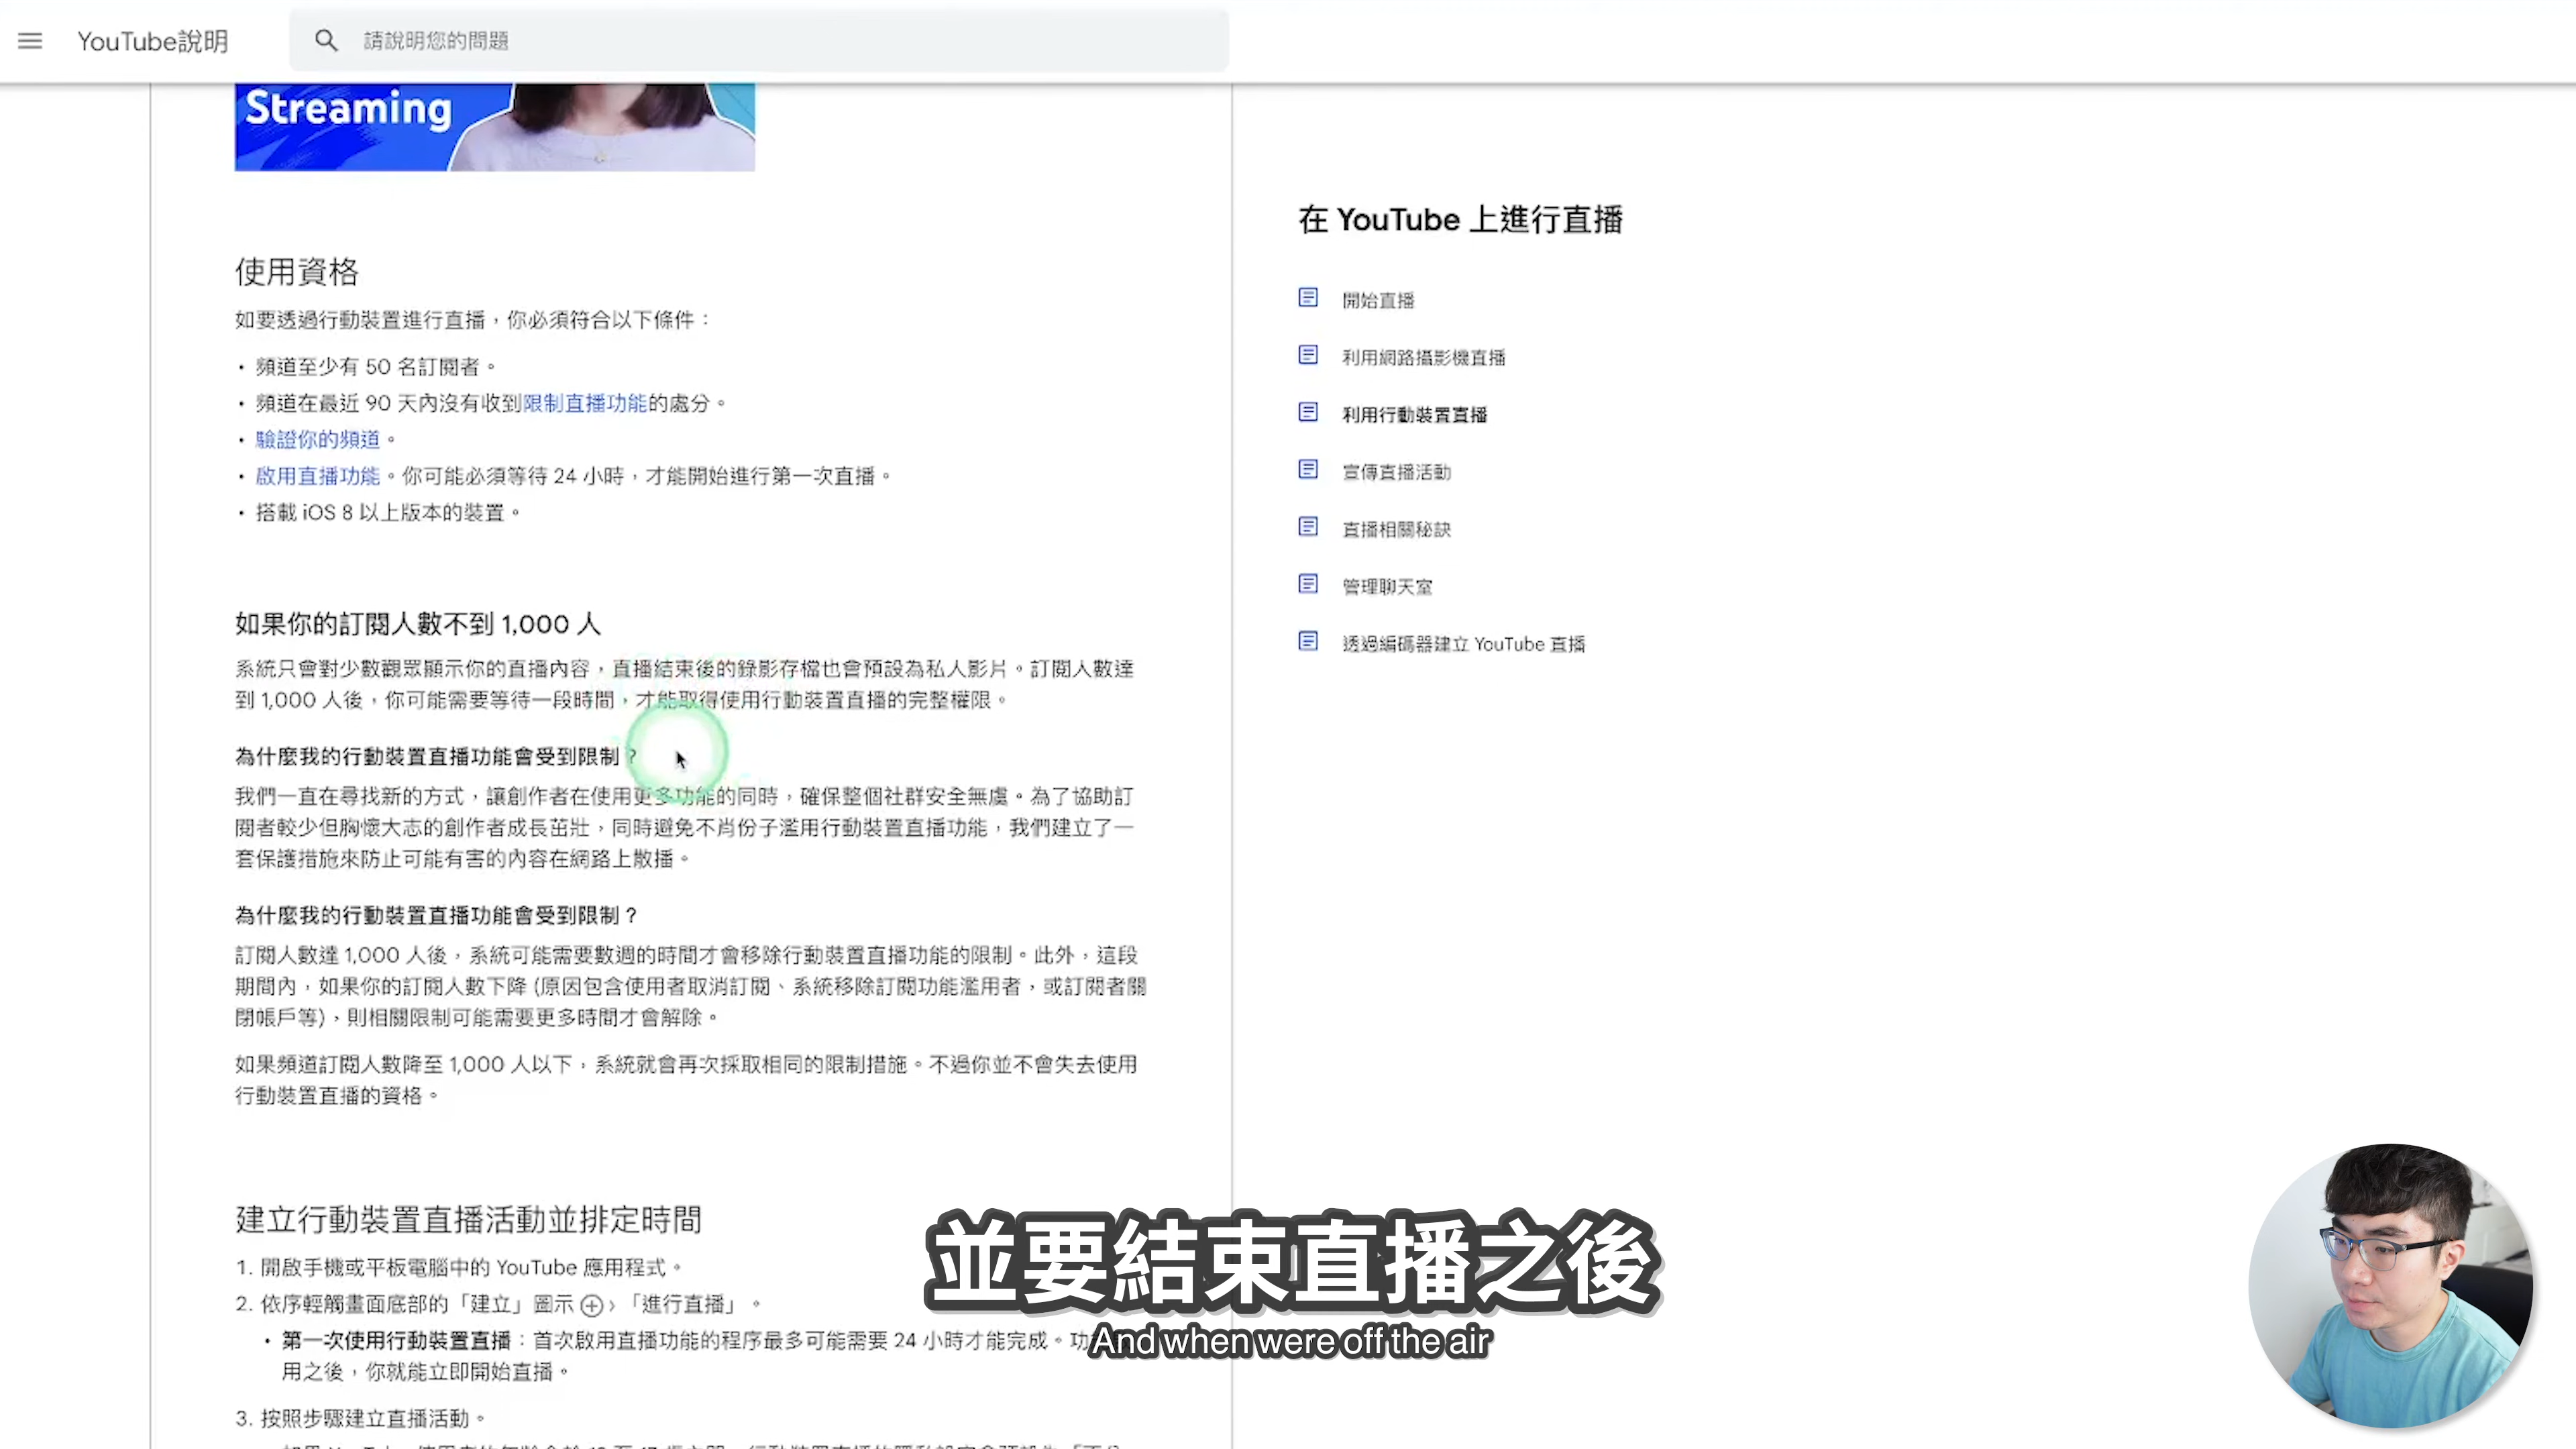 YouTube說明
請說明您的問題
Streaming
使用資格
如要透過行動裝置進行直播，你必須符合以下條件：
• 頻道至少有 50 名訂閱者。
• 頻道在最近 90 天內沒有收到限制直播功能的處分。
• 驗證你的頻道。
• 啟用直播功能。你可能必須等待 24 小時，才能開始進行第一次直播。
• 搭載 iOS 8 以上版本的裝置。
如果你的訂閱人數不到 1,000 人
系統只會對少數觀眾顯示你的直播內容，直播結束後的錄影存檔也會預設為私人影片。訂閱人數達
到 1,000 人後，你可能需要等待一段時間，才能取得使用行動裝置直播的完整權限。
為什麼我的行動裝置直播功能會受到限制？
我們一直在尋找新的方式，讓創作者在使用更多功能的同時，確保整個社群安全無虞。為了協助訂
閱者較少但胸懷大志的創作者成長茁壯，同時避免不肖份子濫用行動裝置直播功能，我們建立了一
套保護措施來防止可能有害的內容在網路上散播。
為什麼我的行動裝置直播功能會受到限制？
訂閱人數達 1,000 人後，系統可能需要數週的時間才會移除行動裝置直播功能的限制。此外，這段
期間內，如果你的訂閱人數下降 (原因包含使用者取消訂閱、系統移除訂閱功能濫用者，或訂閱者關
閉帳戶等)，則相關限制可能需要更多時間才會解除。
如果頻道訂閱人數降至 1,000 人以下，系統就會再次採取相同的限制措施。不過你並不會失去使用
行動裝置直播的資格。
建立行動裝置直播活動並排定時間
1. 開啟手機或平板電腦中的 YouTube 應用程式。
2. 依序輕觸畫面底部的「建立」圖示 ⊕ ›「進行直播」。
• 第一次使用行動裝置直播：首次啟用直播功能的程序最多可能需要 24 小時才能完成。功
用之後，你就能立即開始直播。
3. 按照步驟建立直播活動。
在 YouTube 上進行直播
開始直播
利用網路攝影機直播
利用行動裝置直播
宣傳直播活動
直播相關秘訣
管理聊天室
透過編碼器建立 YouTube 直播
並要結束直播之後
And when were off the air